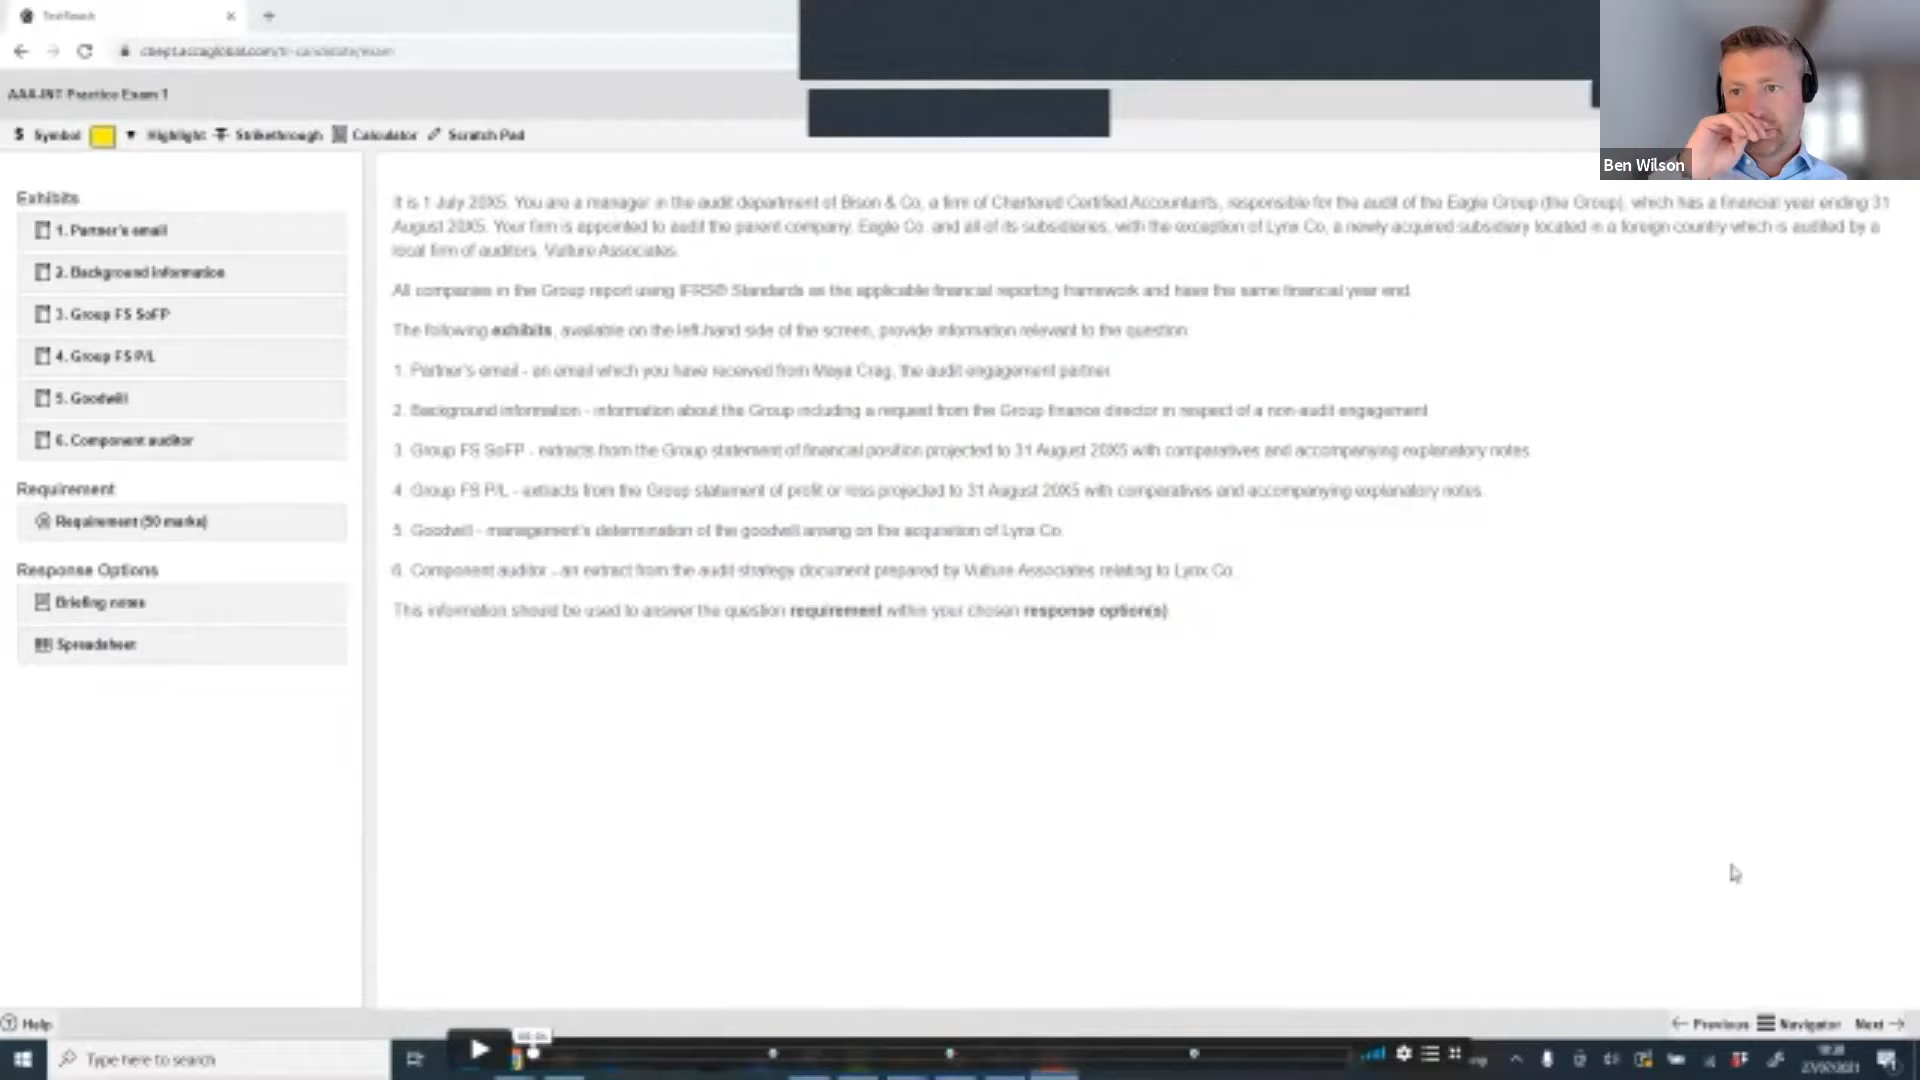 TestReach
cbept.accaglobal.com/tr-candidate/exam
AAA-INT Practice Exam 1
$ Symbol Highlight Strikethrough Calculator Scratch Pad
Ben Wilson
Exhibits
1. Partner's email
2. Background information
3. Group FS SoFP
4. Group FS P/L
5. Goodwill
6. Component auditor
Requirement
Requirement (50 marks)
Response Options
Briefing notes
Spreadsheet
It is 1 July 20X5. You are a manager in the audit department of Bison & Co, a firm of Chartered Certified Accountants, responsible for the audit of the Eagle Group (the Group), which has a financial year ending 31
August 20X5. Your firm is appointed to audit the parent company, Eagle Co, and all of its subsidiaries, with the exception of Lynx Co, a newly acquired subsidiary located in a foreign country which is audited by a
local firm of auditors, Vulture Associates.
All companies in the Group report using IFRS® Standards as the applicable financial reporting framework and have the same financial year end.
The following exhibits, available on the left-hand side of the screen, provide information relevant to the question:
1. Partner's email - an email which you have received from Maya Crag, the audit engagement partner.
2. Background information - information about the Group including a request from the Group finance director in respect of a non-audit engagement.
3. Group FS SoFP - extracts from the Group statement of financial position projected to 31 August 20X5 with comparatives and accompanying explanatory notes.
4. Group FS P/L - extracts from the Group statement of profit or loss projected to 31 August 20X5 with comparatives and accompanying explanatory notes.
5. Goodwill - management's determination of the goodwill arising on the acquisition of Lynx Co.
6. Component auditor - an extract from the audit strategy document prepared by Vulture Associates relating to Lynx Co.
This information should be used to answer the question requirement within your chosen response option(s).
Help
Previous Navigator Next
Type here to search
27/07/2021